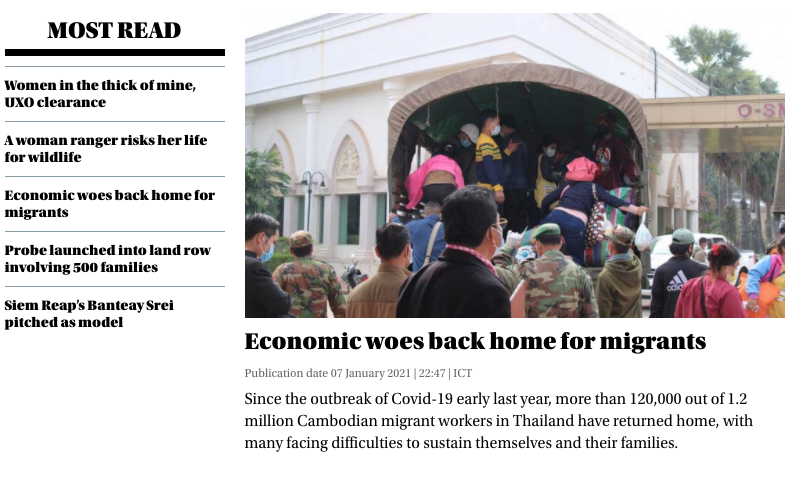 MOST READ
Women in the thick of mine,
UXO clearance
A woman ranger risks her life
for wildlife
Economic woes back home for
migrants
Probe launched into land row
involving 500 families
Siem Reap's Banteay Srei
pitched as model
O-SM
adidas
Economic woes back home for migrants
Publication date 07 January 2021 | 22:47 | ICT
Since the outbreak of Covid-19 early last year, more than 120,000 out of 1.2
million Cambodian migrant workers in Thailand have returned home, with
many facing difficulties to sustain themselves and their families.